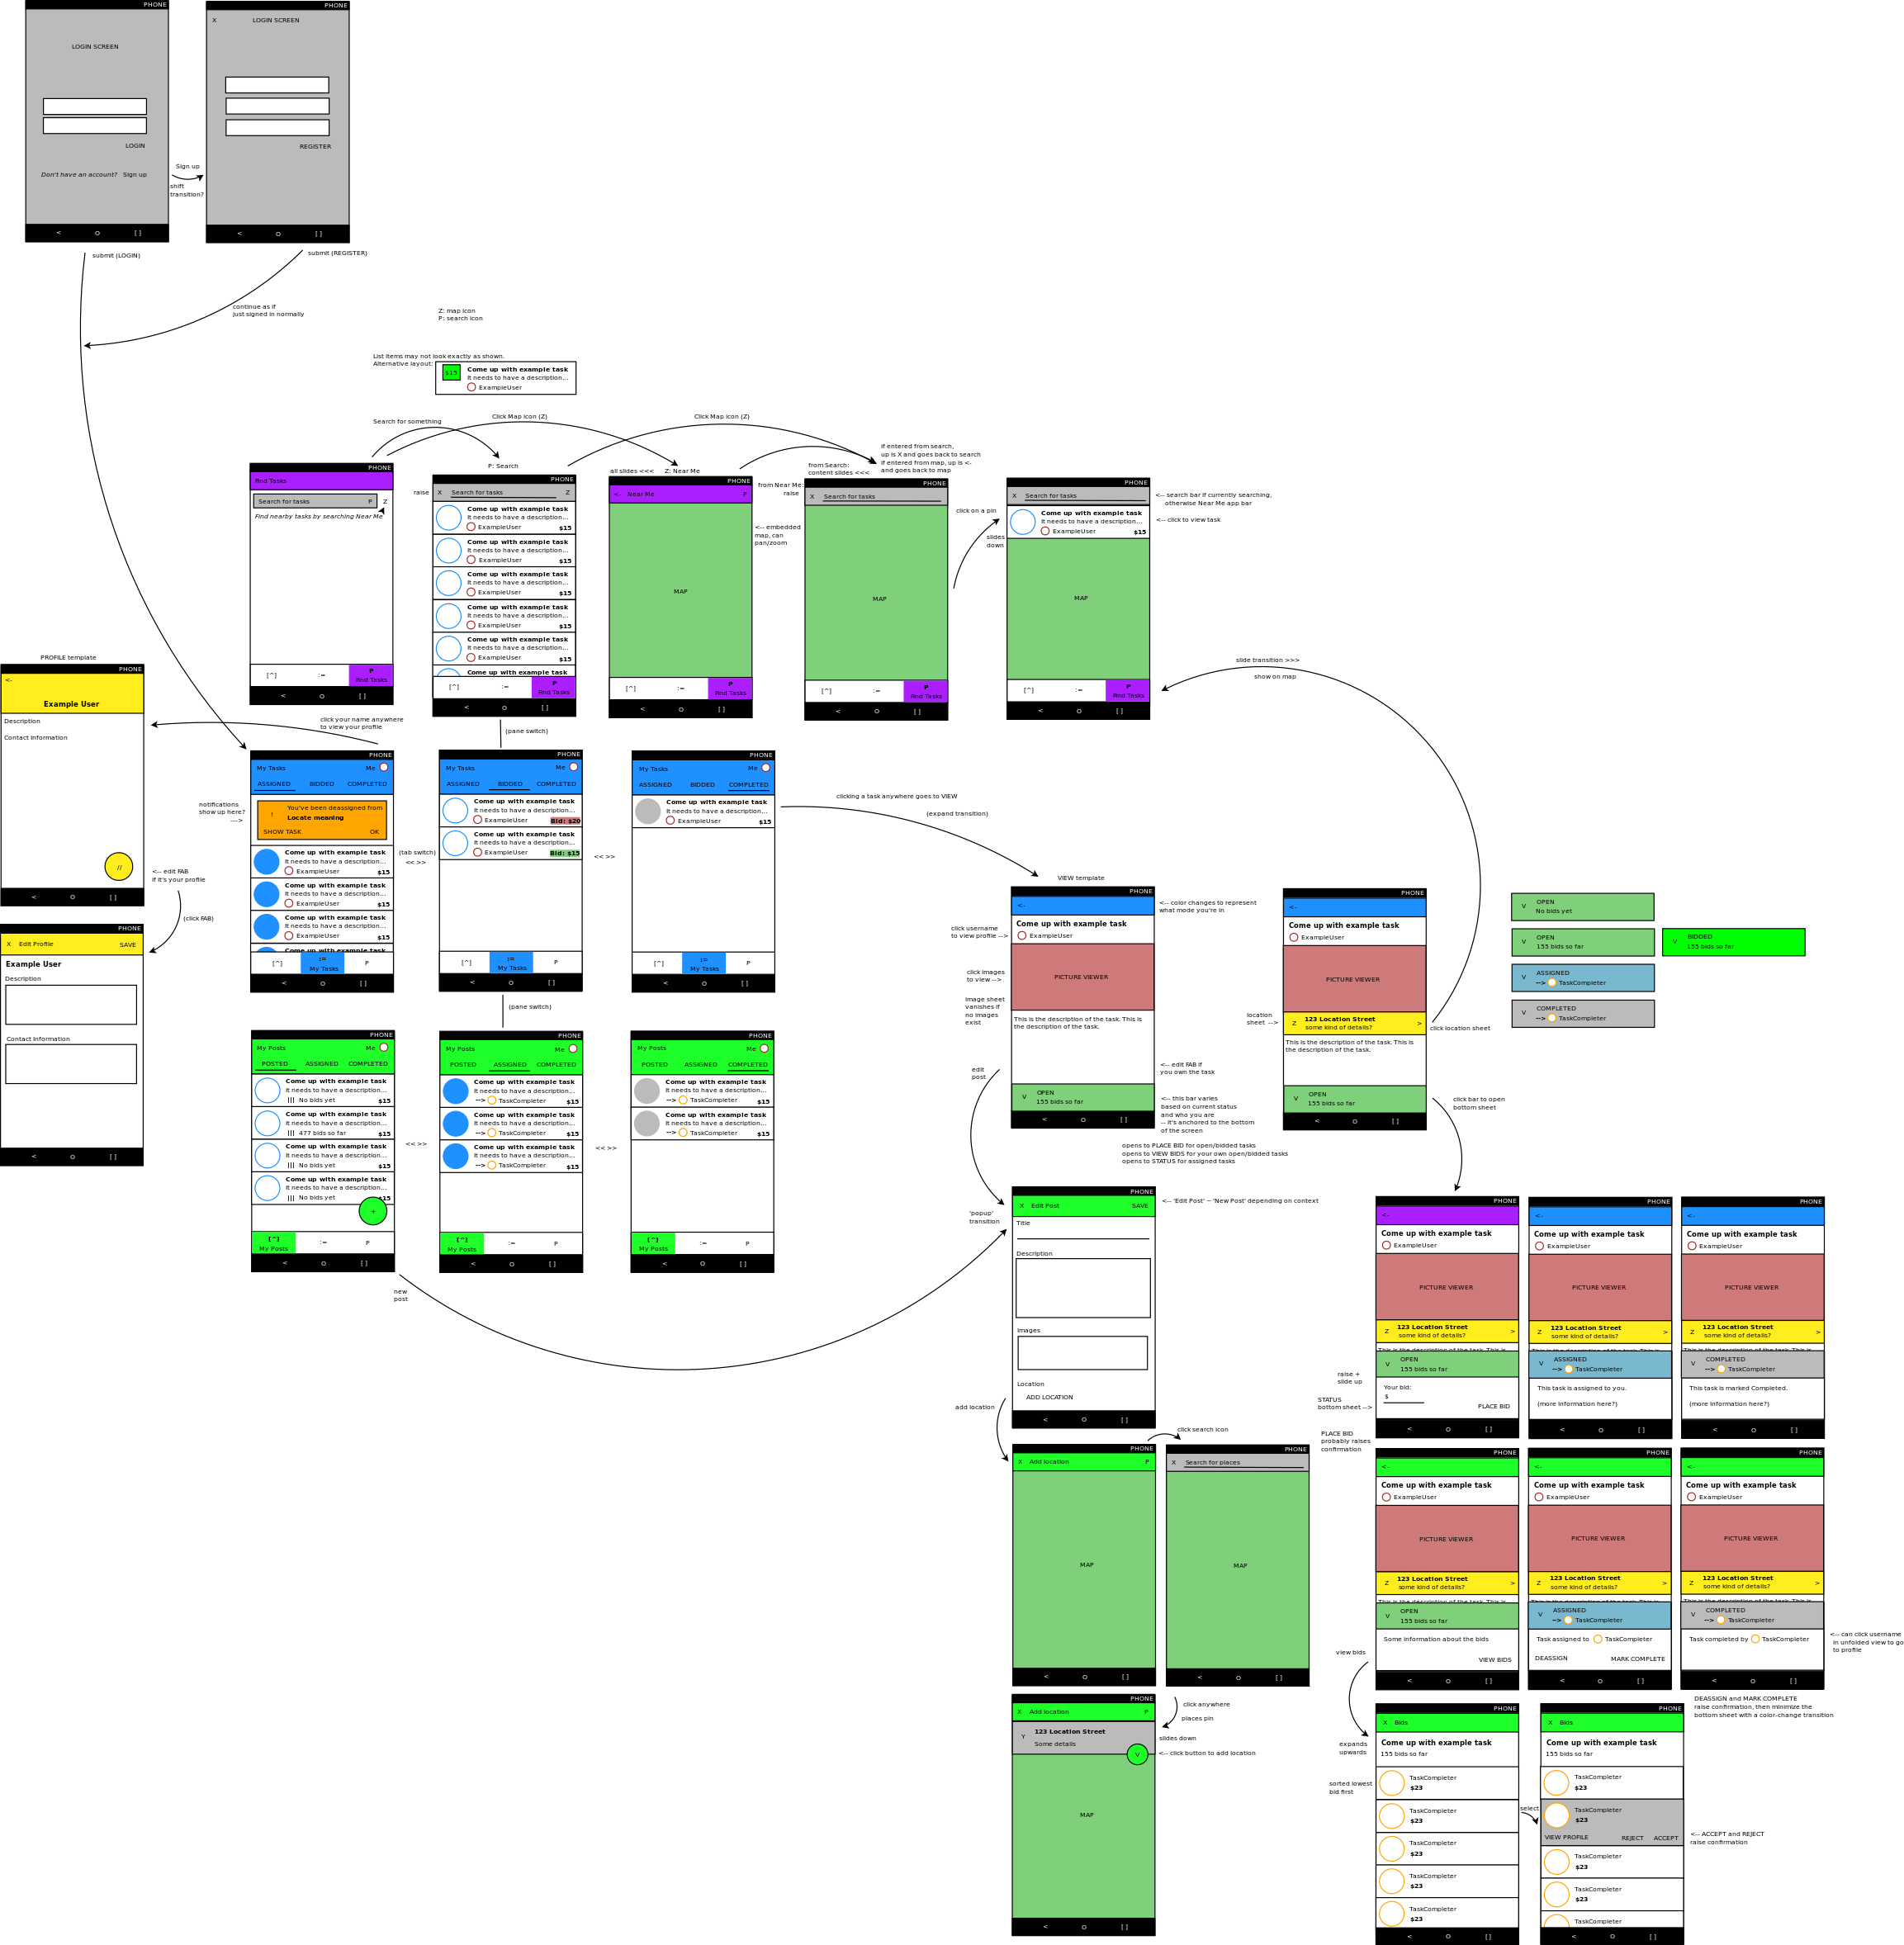 PHONE
LOGIN SCREEN
LOGIN
Don't have an account? Sign up
< O [ ]
Sign up
shift
transition?
PHONE
X LOGIN SCREEN
REGISTER
< O [ ]
submit (LOGIN)
submit (REGISTER)
continue as if
just signed in normally
Z: map icon
P: search icon
List items may not look exactly as shown.
Alternative layout:
$15
Come up with example task
It needs to have a description...
ExampleUser
Search for something
Click Map icon (Z)
Click Map icon (Z)
PHONE
Find Tasks
Search for tasks P Z
Find nearby tasks by searching Near Me
[^] := P
Find Tasks
< O [ ]
P: Search
raise
PHONE
X Search for tasks Z
Come up with example task
It needs to have a description...
ExampleUser $15
Come up with example task
It needs to have a description...
ExampleUser $15
Come up with example task
It needs to have a description...
ExampleUser $15
Come up with example task
It needs to have a description...
ExampleUser $15
Come up with example task
It needs to have a description...
ExampleUser $15
Come up with example task
[^] := P
Find Tasks
< O [ ]
all slides <<< Z: Near Me
PHONE
<- Near Me P
MAP
[^] := P
Find Tasks
< O [ ]
from Near Me:
raise
<-- embedded
map, can
pan/zoom
from Search:
content slides <<<
if entered from search,
up is X and goes back to search
if entered from map, up is <-
and goes back to map
PHONE
X Search for tasks
MAP
[^] := P
Find Tasks
< O [ ]
click on a pin
slides
down
PHONE
X Search for tasks
Come up with example task
It needs to have a description...
ExampleUser $15
MAP
[^] := P
Find Tasks
< O [ ]
<-- search bar if currently searching,
otherwise Near Me app bar
<-- click to view task
slide transition >>>
show on map
PROFILE template
PHONE
<-
Example User
Description
Contact Information
//
< O [ ]
click your name anywhere
to view your profile
<-- edit FAB
if it's your profile
(click FAB)
PHONE
X Edit Profile SAVE
Example User
Description
Contact Information
< O [ ]
notifications
show up here?
--->
PHONE
My Tasks Me
ASSIGNED BIDDED COMPLETED
You've been deassigned from
! Locate meaning
SHOW TASK OK
Come up with example task
It needs to have a description...
ExampleUser $15
Come up with example task
It needs to have a description...
ExampleUser $15
Come up with example task
It needs to have a description...
ExampleUser $15
Come up with example task
[^] :=
My Tasks P
< O [ ]
(tab switch)
<< >>
(pane switch)
PHONE
My Tasks Me
ASSIGNED BIDDED COMPLETED
Come up with example task
It needs to have a description...
ExampleUser Bid: $20
Come up with example task
It needs to have a description...
ExampleUser Bid: $15
[^] :=
My Tasks P
< O [ ]
<< >>
PHONE
My Tasks Me
ASSIGNED BIDDED COMPLETED
Come up with example task
It needs to have a description...
ExampleUser $15
[^] :=
My Tasks P
< O [ ]
clicking a task anywhere goes to VIEW
(expand transition)
(pane switch)
PHONE
My Posts Me
POSTED ASSIGNED COMPLETED
Come up with example task
It needs to have a description...
||| No bids yet $15
Come up with example task
It needs to have a description...
||| 477 bids so far $15
Come up with example task
It needs to have a description...
||| No bids yet $15
Come up with example task
It needs to have a description...
||| No bids yet $15
+
[^]
My Posts := P
< O [ ]
<< >>
PHONE
My Posts Me
POSTED ASSIGNED COMPLETED
Come up with example task
It needs to have a description...
--> TaskCompleter $15
Come up with example task
It needs to have a description...
--> TaskCompleter $15
Come up with example task
It needs to have a description...
--> TaskCompleter $15
[^]
My Posts := P
< O [ ]
<< >>
PHONE
My Posts Me
POSTED ASSIGNED COMPLETED
Come up with example task
It needs to have a description...
--> TaskCompleter $15
Come up with example task
It needs to have a description...
--> TaskCompleter $15
[^]
My Posts := P
< O [ ]
new
post
VIEW template
PHONE
<-
Come up with example task
ExampleUser
PICTURE VIEWER
This is the description of the task. This is
the description of the task.
V OPEN
155 bids so far
< O [ ]
<-- color changes to represent
what mode you're in
click username
to view profile -->
click images
to view -->
image sheet
vanishes if
no images
exist
edit
post
<-- edit FAB if
you own the task
<-- this bar varies
based on current status
and who you are
-- it's anchored to the bottom
of the screen
opens to PLACE BID for open/bidded tasks
opens to VIEW BIDS for your own open/bidded tasks
opens to STATUS for assigned tasks
location
sheet -->
PHONE
<-
Come up with example task
ExampleUser
PICTURE VIEWER
Z 123 Location Street
some kind of details? >
This is the description of the task. This is
the description of the task.
V OPEN
155 bids so far
< O [ ]
click location sheet
click bar to open
bottom sheet
V OPEN
No bids yet
V OPEN
155 bids so far
V BIDDED
155 bids so far
V ASSIGNED
--> TaskCompleter
V COMPLETED
--> TaskCompleter
'popup'
transition
PHONE
X Edit Post SAVE
Title
Description
Images
Location
ADD LOCATION
< O [ ]
<-- 'Edit Post' ~ 'New Post' depending on context
add location
click search icon
PHONE
X Add location P
MAP
< O [ ]
PHONE
X Search for places
MAP
< O [ ]
click anywhere
places pin
slides down
<-- click button to add location
PHONE
X Add location P
Y 123 Location Street
Some details
V
MAP
< O [ ]
raise +
slide up
STATUS
bottom sheet -->
PLACE BID
probably raises
confirmation
PHONE
<-
Come up with example task
ExampleUser
PICTURE VIEWER
Z 123 Location Street
some kind of details? >
This is the description of the task. This is
V OPEN
155 bids so far
Your bid:
$
PLACE BID
< O [ ]
PHONE
<-
Come up with example task
ExampleUser
PICTURE VIEWER
Z 123 Location Street
some kind of details? >
This is the description of the task. This is
V ASSIGNED
--> TaskCompleter
This task is assigned to you.
(more information here?)
< O [ ]
PHONE
<-
Come up with example task
ExampleUser
PICTURE VIEWER
Z 123 Location Street
some kind of details? >
This is the description of the task. This is
V COMPLETED
--> TaskCompleter
This task is marked Completed.
(more information here?)
< O [ ]
PHONE
<-
Come up with example task
ExampleUser
PICTURE VIEWER
Z 123 Location Street
some kind of details? >
This is the description of the task. This is
V OPEN
155 bids so far
Some information about the bids
VIEW BIDS
< O [ ]
PHONE
<-
Come up with example task
ExampleUser
PICTURE VIEWER
Z 123 Location Street
some kind of details? >
This is the description of the task. This is
V ASSIGNED
--> TaskCompleter
Task assigned to TaskCompleter
DEASSIGN MARK COMPLETE
< O [ ]
PHONE
<-
Come up with example task
ExampleUser
PICTURE VIEWER
Z 123 Location Street
some kind of details? >
This is the description of the task. This is
V COMPLETED
--> TaskCompleter
Task completed by TaskCompleter
< O [ ]
<-- can click username
in unfolded view to go
to profile
DEASSIGN and MARK COMPLETE
raise confirmation, then minimize the
bottom sheet with a color-change transition
view bids
expands
upwards
sorted lowest
bid first
PHONE
X Bids
Come up with example task
155 bids so far
TaskCompleter
$23
TaskCompleter
$23
TaskCompleter
$23
TaskCompleter
$23
TaskCompleter
$23
< O [ ]
select
PHONE
X Bids
Come up with example task
155 bids so far
TaskCompleter
$23
TaskCompleter
$23
VIEW PROFILE REJECT ACCEPT
TaskCompleter
$23
TaskCompleter
$23
TaskCompleter
< O [ ]
<-- ACCEPT and REJECT
raise confirmation